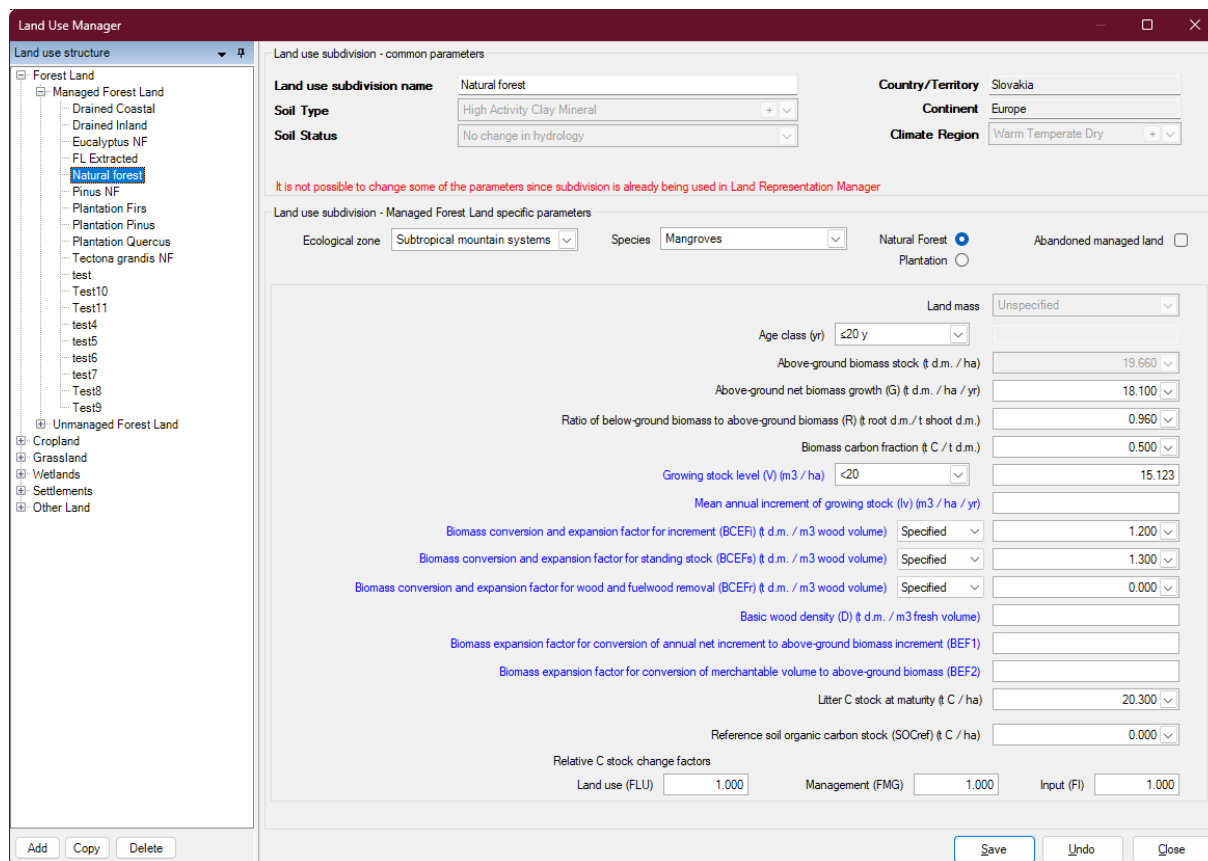 Land Use Manager
Land use structure
Forest Land
Managed Forest Land
Drained Coastal
Drained Inland
Eucalyptus NF
FL Extracted
Natural forest
Pinus NF
Plantation Firs
Plantation Pinus
Plantation Quercus
Tectona grandis NF
test
Test10
Test11
test4
test5
test6
test7
Test8
Test9
Unmanaged Forest Land
Cropland
Grassland
Wetlands
Settlements
Other Land
Add Copy Delete
Land use subdivision - common parameters
Land use subdivision name Natural forest Country/Territory Slovakia
Soil Type High Activity Clay Mineral Continent Europe
Soil Status No change in hydrology Climate Region Warm Temperate Dry
It is not possible to change some of the parameters since subdivision is already being used in Land Representation Manager
Land use subdivision - Managed Forest Land specific parameters
Ecological zone Subtropical mountain systems Species Mangroves Natural Forest Abandoned managed land
Plantation
Land mass Unspecified
Age class (yr) ≤20 y
Above-ground biomass stock (t d.m. / ha) 19.660
Above-ground net biomass growth (G) (t d.m. / ha / yr) 18.100
Ratio of below-ground biomass to above-ground biomass (R) (t root d.m./ t shoot d.m.) 0.960
Biomass carbon fraction (t C / t d.m.) 0.500
Growing stock level (V) (m3 / ha) <20 15.123
Mean annual increment of growing stock (Iv) (m3 / ha / yr)
Biomass conversion and expansion factor for increment (BCEFi) (t d.m. / m3 wood volume) Specified 1.200
Biomass conversion and expansion factor for standing stock (BCEFs) (t d.m. / m3 wood volume) Specified 1.300
Biomass conversion and expansion factor for wood and fuelwood removal (BCEFr) (t d.m. / m3 wood volume) Specified 0.000
Basic wood density (D) (t d.m. / m3 fresh volume)
Biomass expansion factor for conversion of annual net increment to above-ground biomass increment (BEF1)
Biomass expansion factor for conversion of merchantable volume to above-ground biomass (BEF2)
Litter C stock at maturity (t C / ha) 20.300
Reference soil organic carbon stock (SOCref) (t C / ha) 0.000
Relative C stock change factors
Land use (FLU) 1.000 Management (FMG) 1.000 Input (FI) 1.000
Save Undo Close